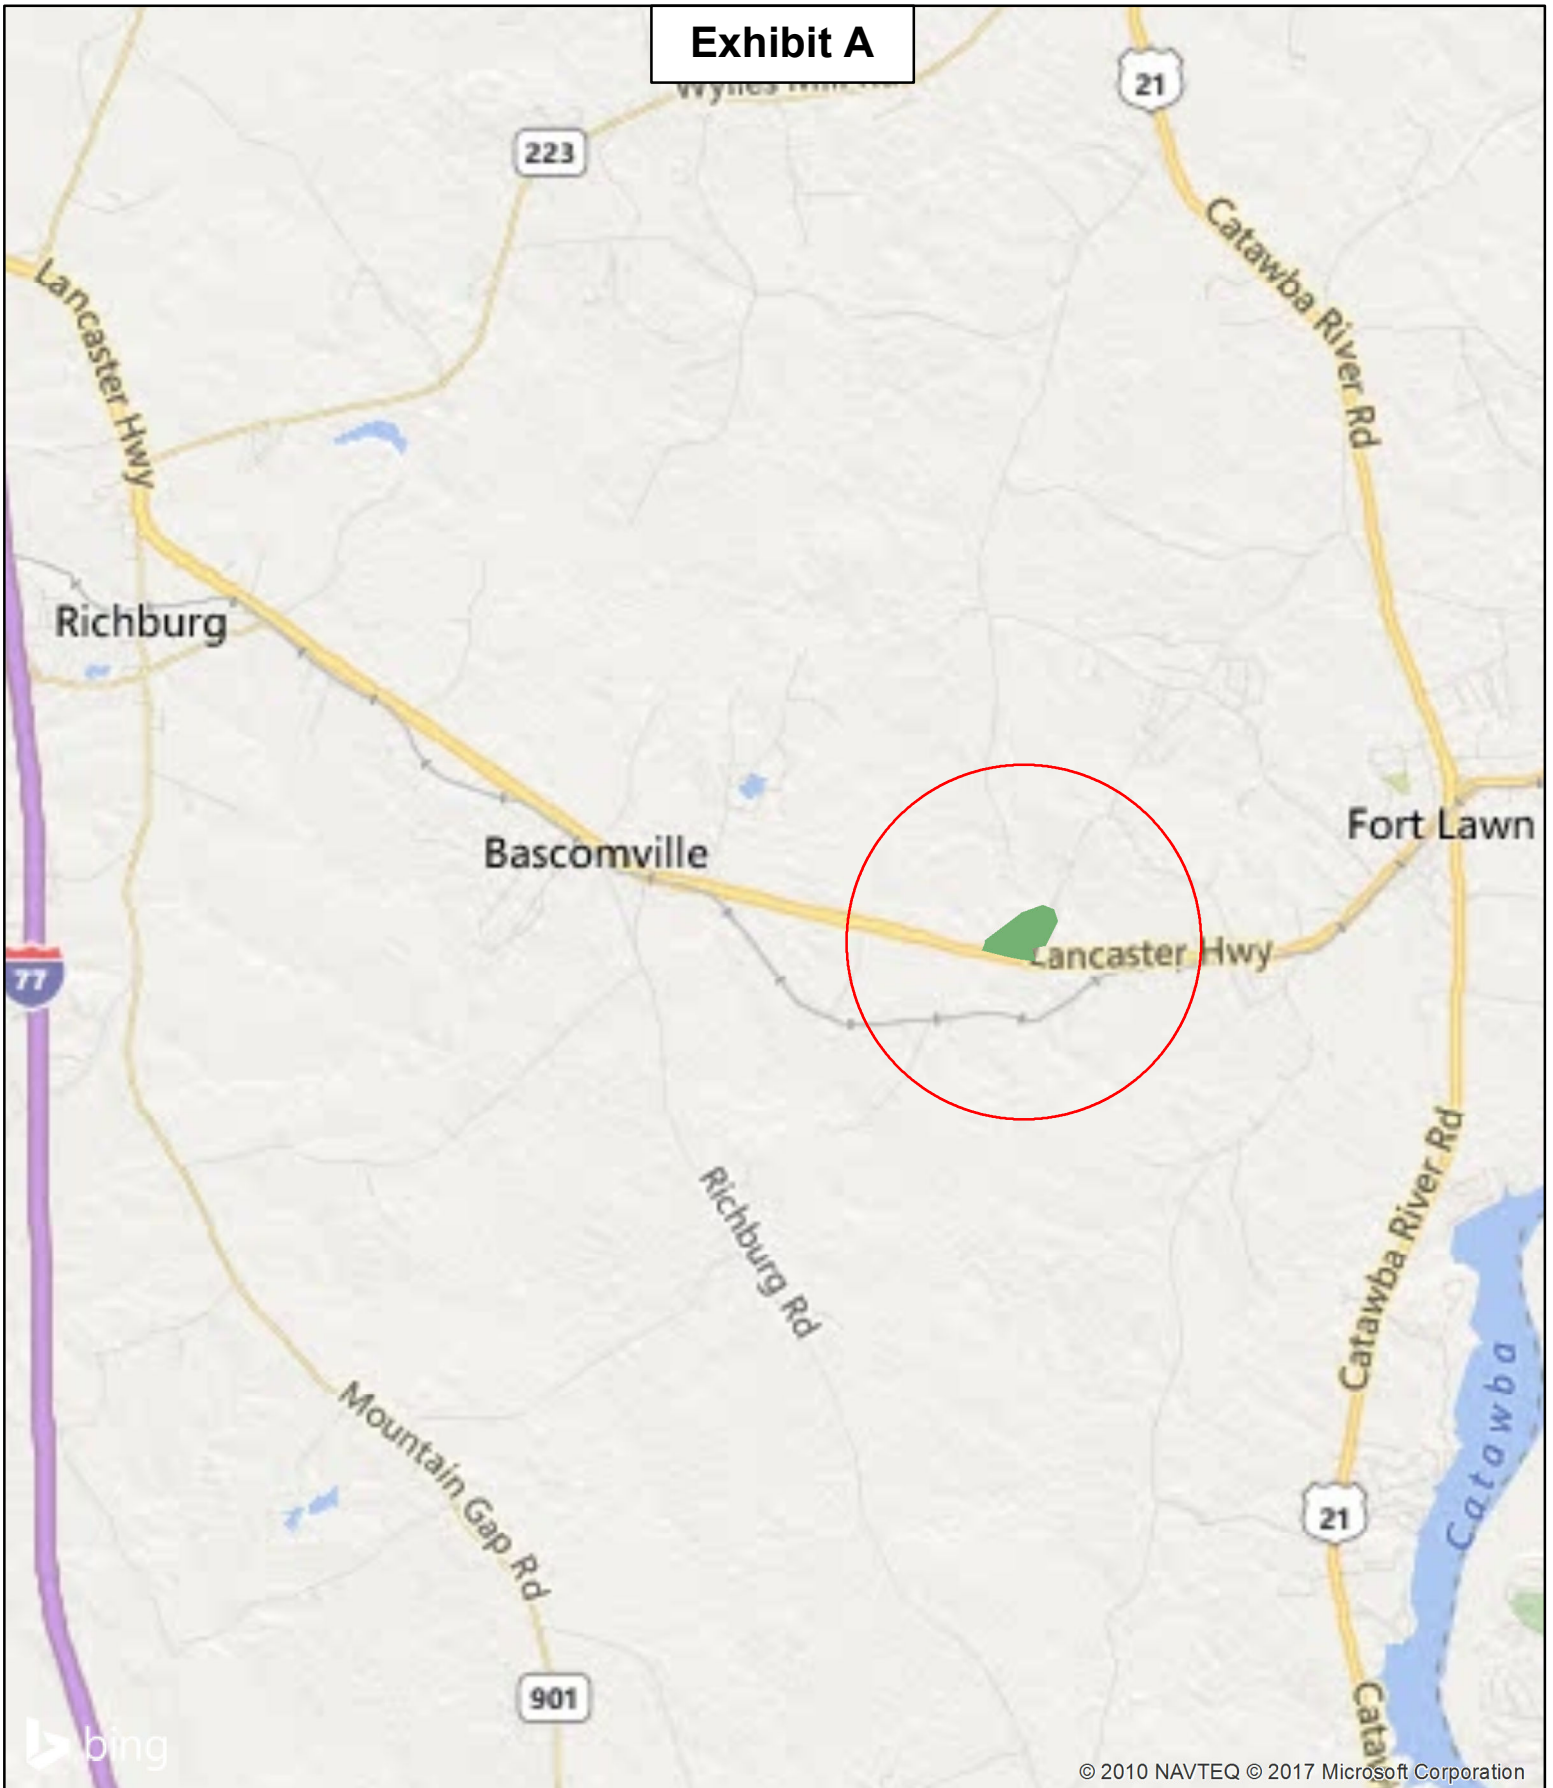 Exhibit A
21
223
Catawba River Rd
Lancaster Hwy
Richburg
Fort Lawn
Bascomville
Lancaster Hwy
77
Catawba River Rd
Richburg Rd
Catawba
Mountain Gap Rd
21
901
bing
© 2010 NAVTEQ © 2017 Microsoft Corporation